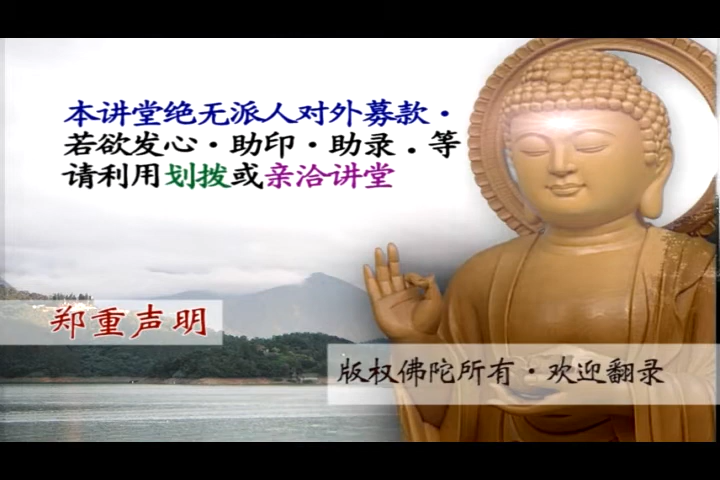 本讲堂绝无派人对外募款·
若欲发心·助印·助录.等
请利用划拨或亲洽讲堂
郑重声明
版权佛陀所有·欢迎翻录